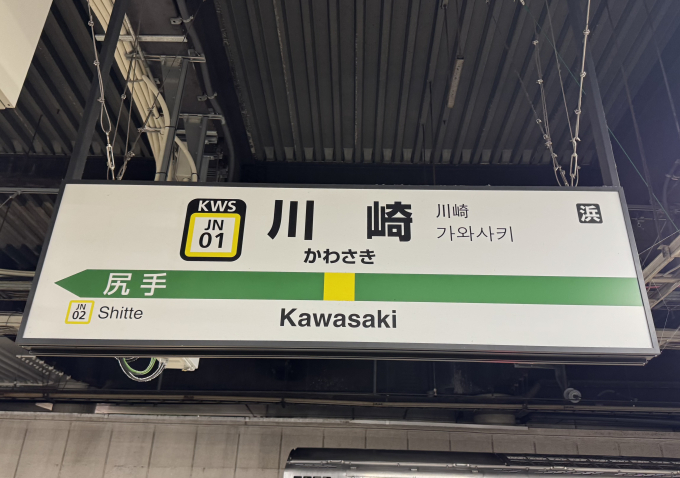 KWS
JN
01
川崎
かわさき
川崎
가와사키
浜
尻手
JN
02
Shitte
Kawasaki